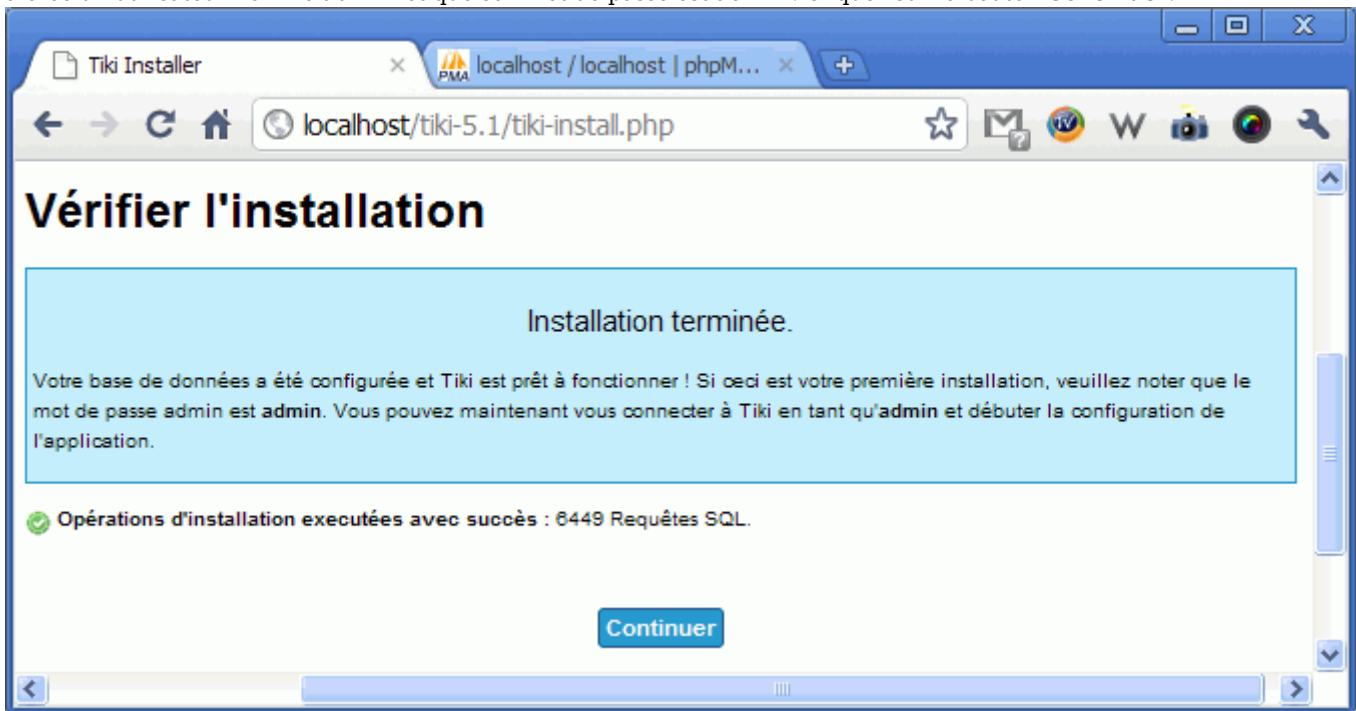 Tiki Installer
localhost / localhost | phpM...
PMA
localhost/tiki-5.1/tiki-install.php
Vérifier l'installation
Installation terminée.
Votre base de données a été configurée et Tiki est prêt à fonctionner ! Si ceci est votre première installation, veuillez noter que le
mot de passe admin est admin. Vous pouvez maintenant vous connecter à Tiki en tant qu'admin et débuter la configuration de
l'application.
Opérations d'installation executées avec succès : 6449 Requêtes SQL.
Continuer